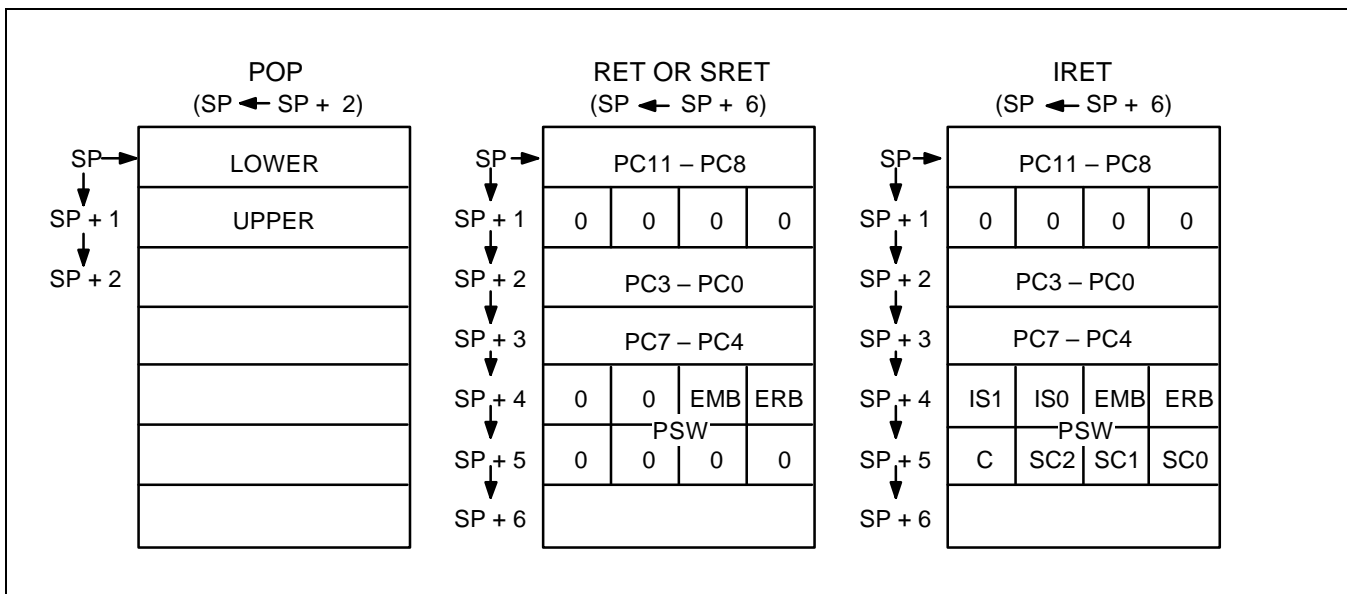 POP
(SP ← SP + 2)
SP
LOWER
SP + 1
UPPER
SP + 2
RET OR SRET
(SP ← SP + 6)
SP
PC11 – PC8
SP + 1
0 0 0 0
SP + 2
PC3 – PC0
SP + 3
PC7 – PC4
SP + 4
0 0 EMB ERB
PSW
SP + 5
0 0 0 0
SP + 6
IRET
(SP ← SP + 6)
SP
PC11 – PC8
SP + 1
0 0 0 0
SP + 2
PC3 – PC0
SP + 3
PC7 – PC4
SP + 4
IS1 IS0 EMB ERB
PSW
SP + 5
C SC2 SC1 SC0
SP + 6